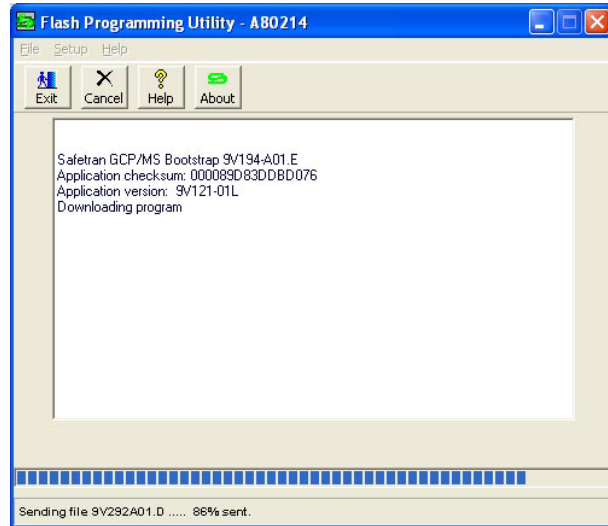 Flash Programming Utility - A80214
File Setup Help
Exit Cancel Help About
Safetran GCP/MS Bootstrap 9V194-A01.E
Application checksum: 000089D83DDBD076
Application version: 9V121-01L
Downloading program
Sending file 9V292A01.D ..... 86% sent.